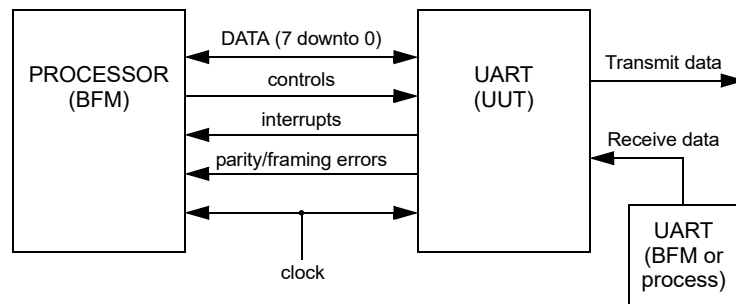 DATA (7 downto 0)
PROCESSOR
(BFM)
controls
interrupts
parity/framing errors
clock
UART
(UUT)
Transmit data
Receive data
UART
(BFM or
process)